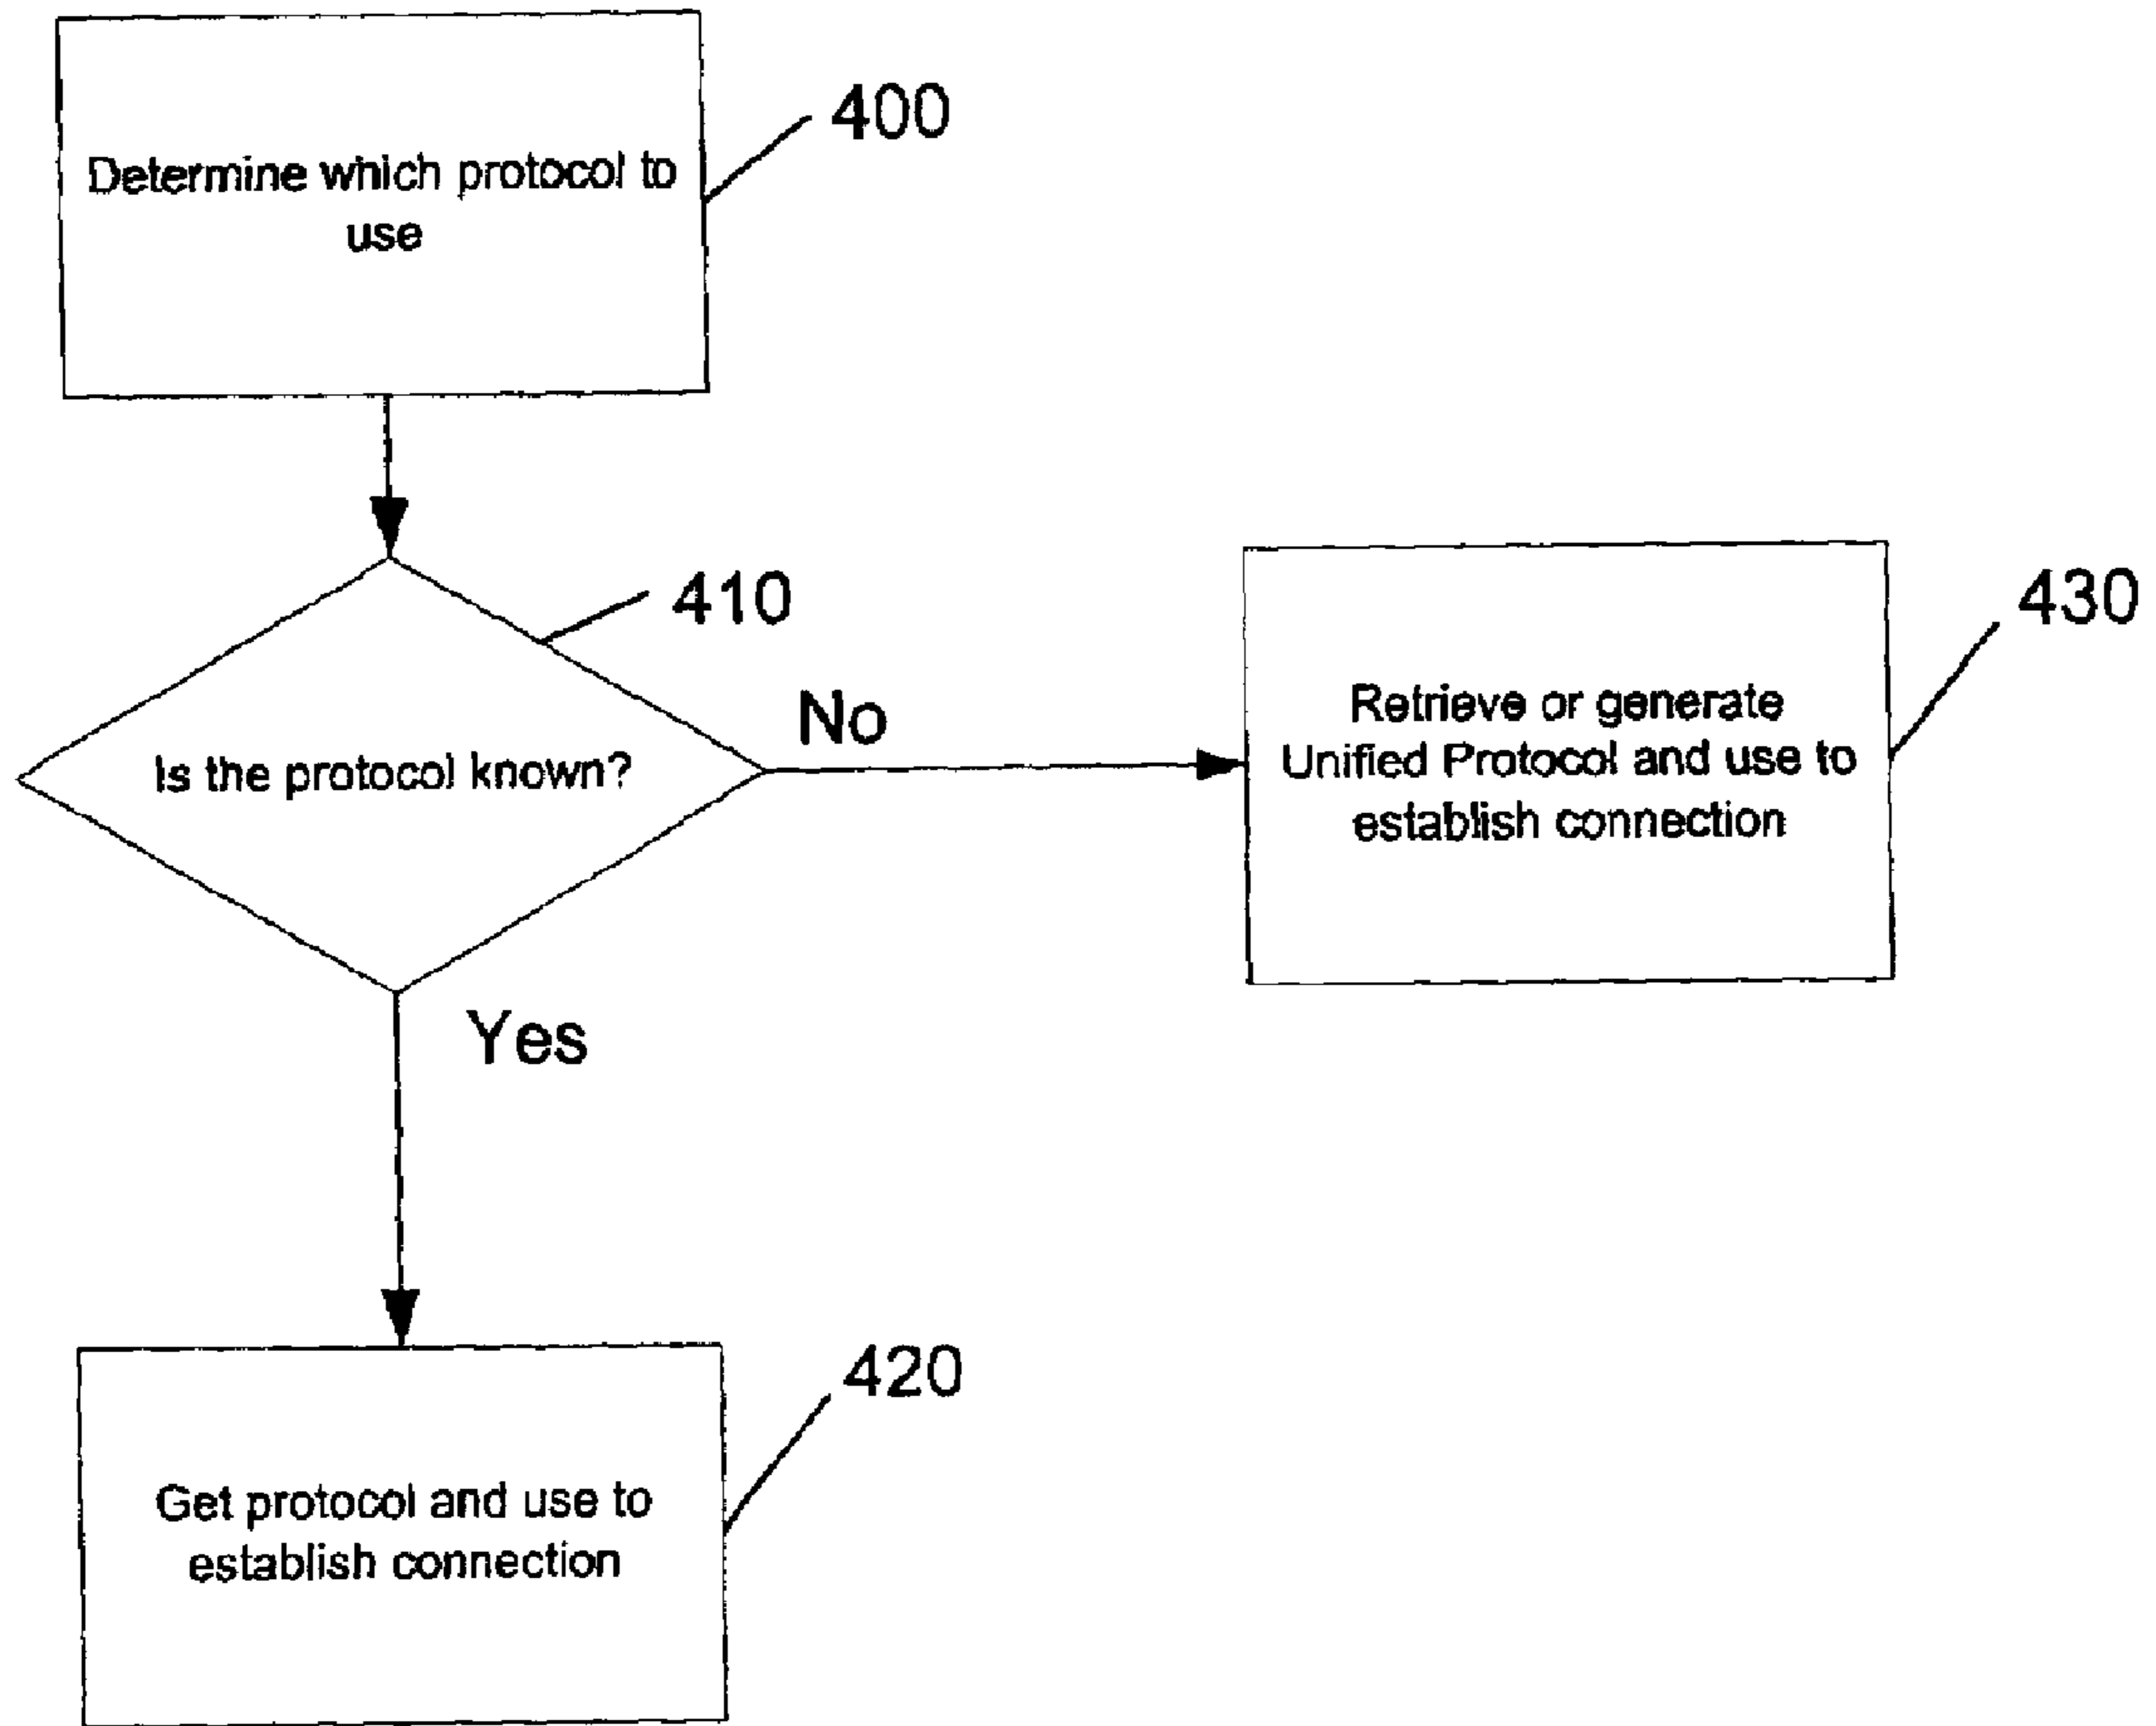 Determine which protocol to
use
400
410
Is the protocol known?
No
430
Retrieve or generate
Unified Protocol and use to
establish connection
Yes
420
Get protocol and use to
establish connection